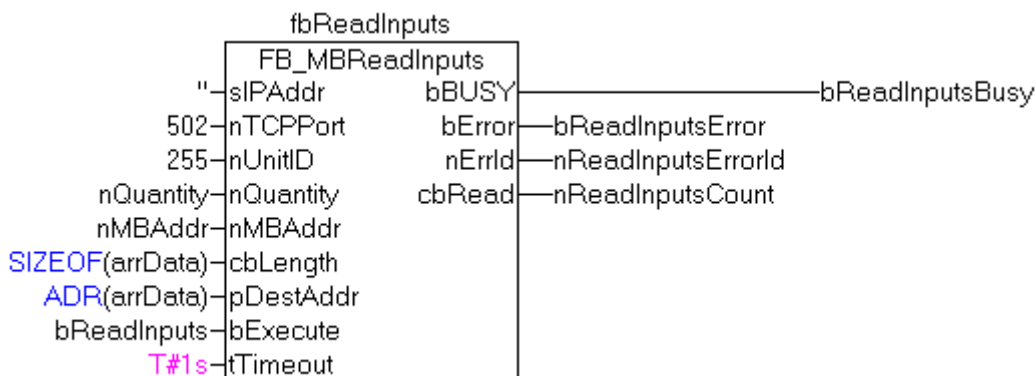 fbReadInputs
FB_MBReadInputs
''-sIPAddr bBUSY bReadInputsBusy
502 nTCPPort bError bReadInputsError
255 nUnitID nErrId nReadInputsErrorId
nQuantity nQuantity cbRead nReadInputsCount
nMBAddr nMBAddr
SIZEOF(arrData) cbLength
ADR(arrData) pDestAddr
bReadInputs bExecute
T#1s tTimeout